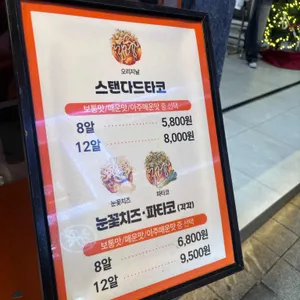 오리지널
스탠다드타코
보통맛/매운맛/아주매운맛 중 선택
8알 5,800원
12알 8,000원
눈꽃치즈 파타코
눈꽃치즈·파타코 (각각)
보통맛/매운맛/아주매운맛 중 선택
8알 6,800원
12알 9,500원